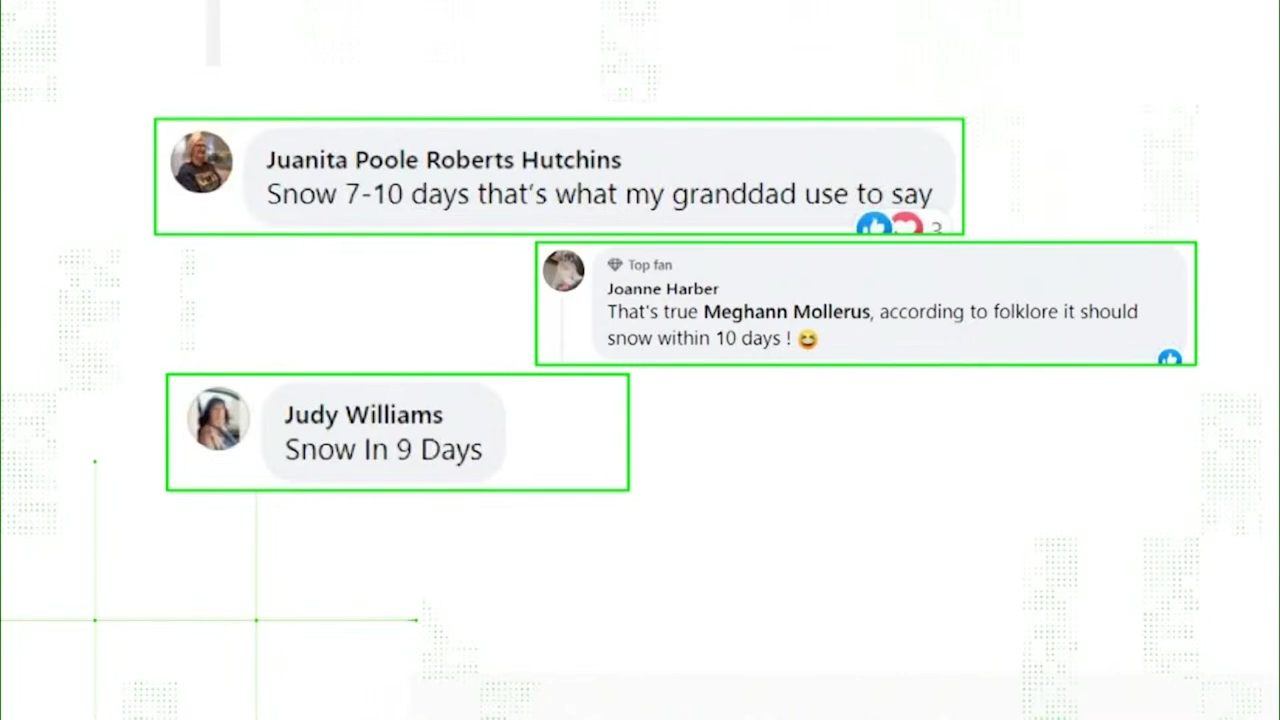 Juanita Poole Roberts Hutchins
Snow 7-10 days that's what my granddad use to say
3
Top fan
Joanne Harber
That's true Meghann Mollerus, according to folklore it should
snow within 10 days ! 😆
Judy Williams
Snow In 9 Days